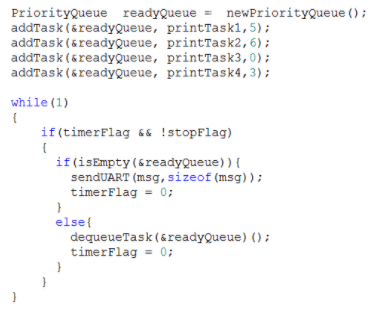 PriorityQueue readyQueue = newPriorityQueue();
addTask(&readyQueue, printTask1,5);
addTask(&readyQueue, printTask2,6);
addTask(&readyQueue, printTask3,0);
addTask(&readyQueue, printTask4,3);
while(1)
{
if(timerFlag && !stopFlag)
{
if(isEmpty(&readyQueue)){
sendUART(msg,sizeof(msg));
timerFlag = 0;
}
else{
dequeueTask(&readyQueue)();
timerFlag = 0;
}
}
}